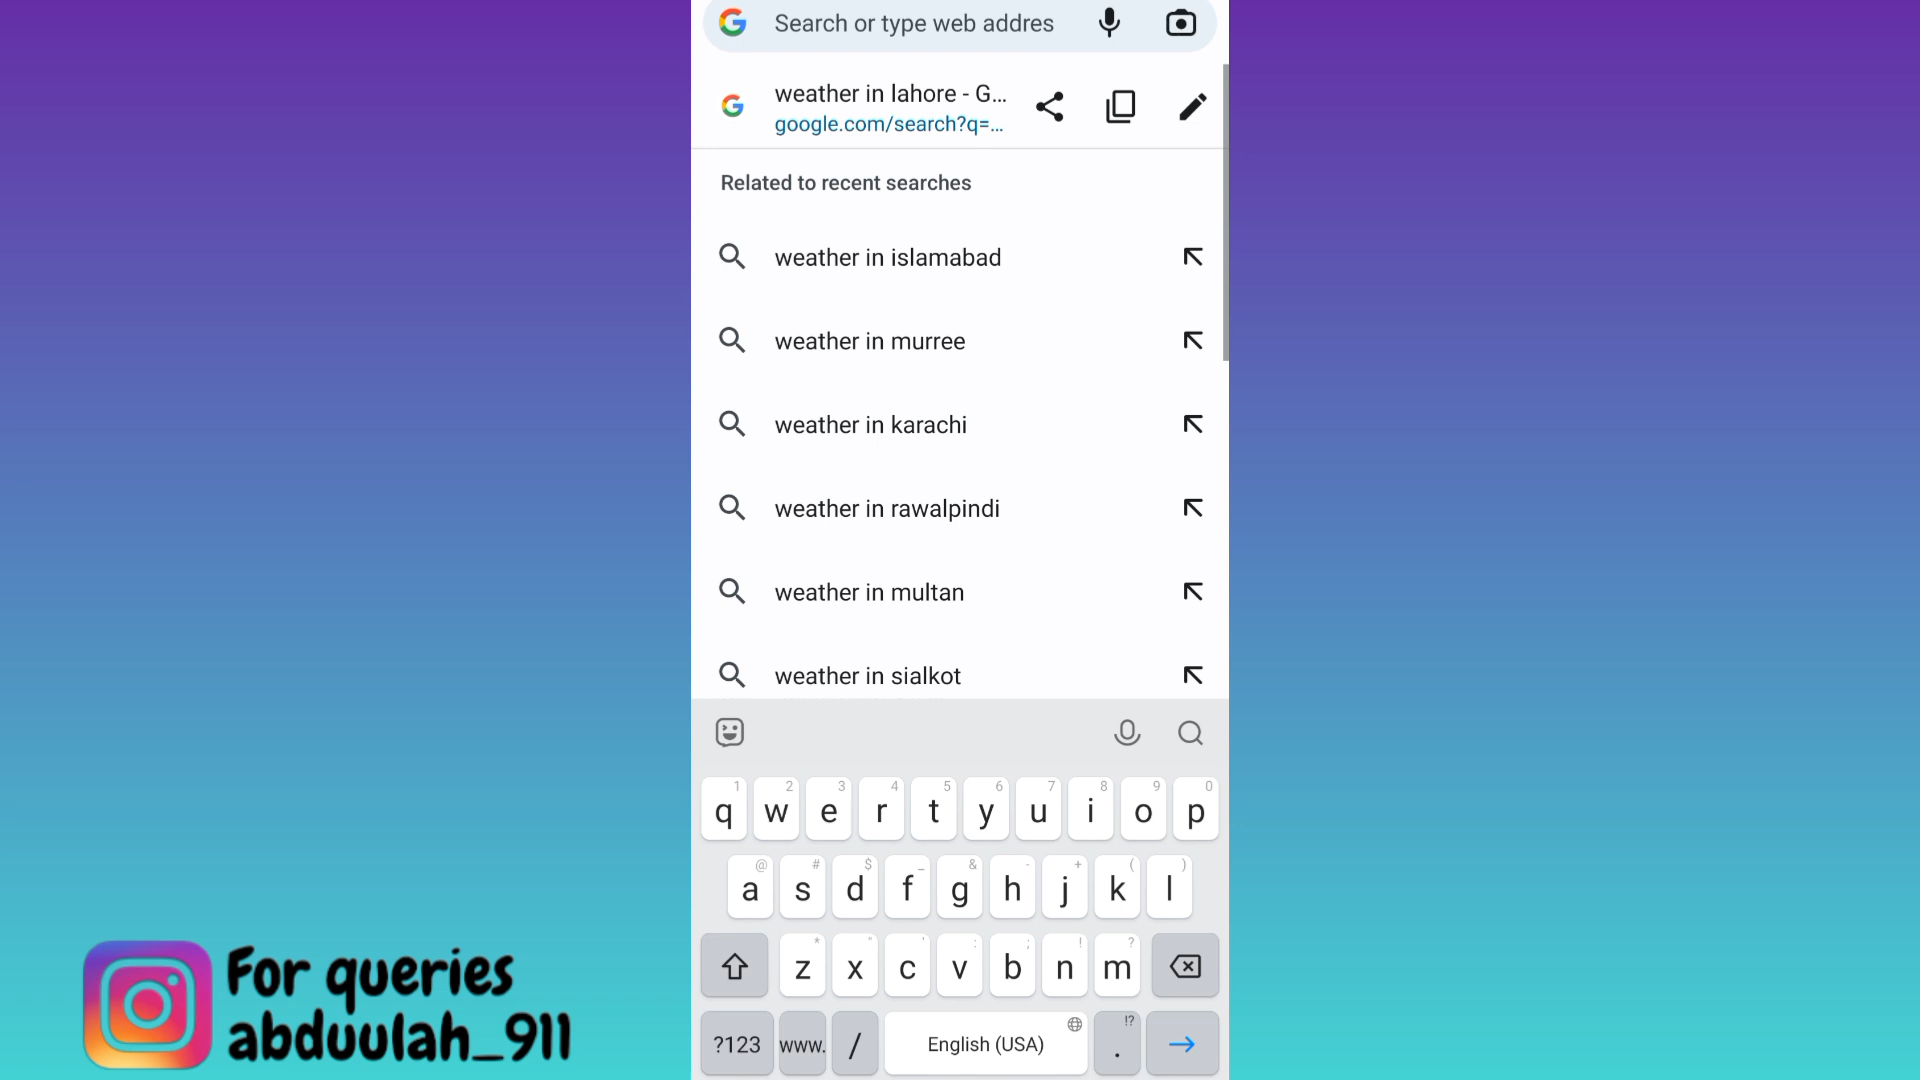 Search or type web addres
weather in lahore - G...
google.com/search?q=...
Related to recent searches
weather in islamabad
weather in murree
weather in karachi
weather in rawalpindi
weather in multan
weather in sialkot
1 2 3 4 5 6 7 8 9 0
q w e r t y u i o p
@ # $ _ & - + ( )
a s d f g h j k l
* " ' : ; ! ?
z x c v b n m
!?
?123 www. / English (USA) .
For queries
abduulah_911